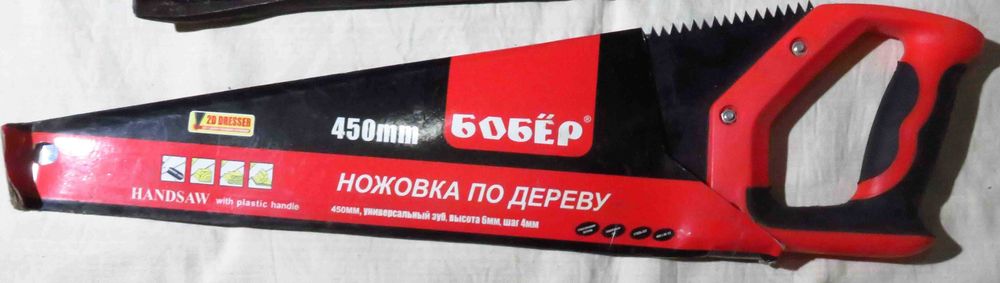 2D DRESSER
450mm
БОБЁР®
HANDSAW with plastic handle
НОЖОВКА ПО ДЕРЕВУ
450мм, универсальный зуб, высота 6мм, шаг 4мм